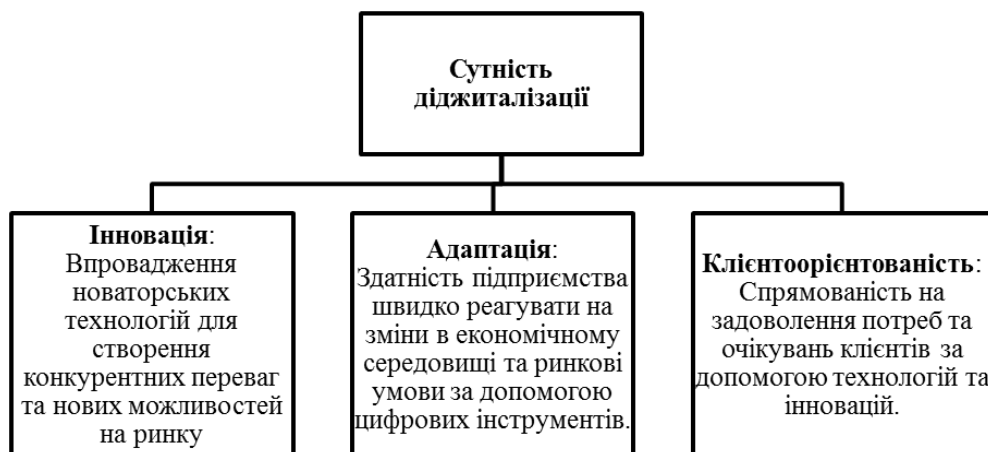 Сутність
діджиталізації
Інновація:
Впровадження
новаторських
технологій для
створення
конкурентних переваг
та нових можливостей
на ринку
Адаптація:
Здатність підприємства
швидко реагувати на
зміни в економічному
середовищі та ринкові
умови за допомогою
цифрових інструментів.
Клієнтоорієнтованість:
Спрямованість на
задоволення потреб та
очікувань клієнтів за
допомогою технологій та
інновацій.